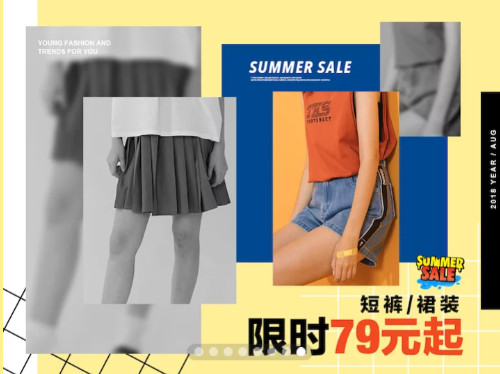 YOUNG FASHION AND
TRENDS FOR YOU
SUMMER SALE
2018 YEAR / AUG
SUMMER
SALE
短裤/裙装
限时79元起